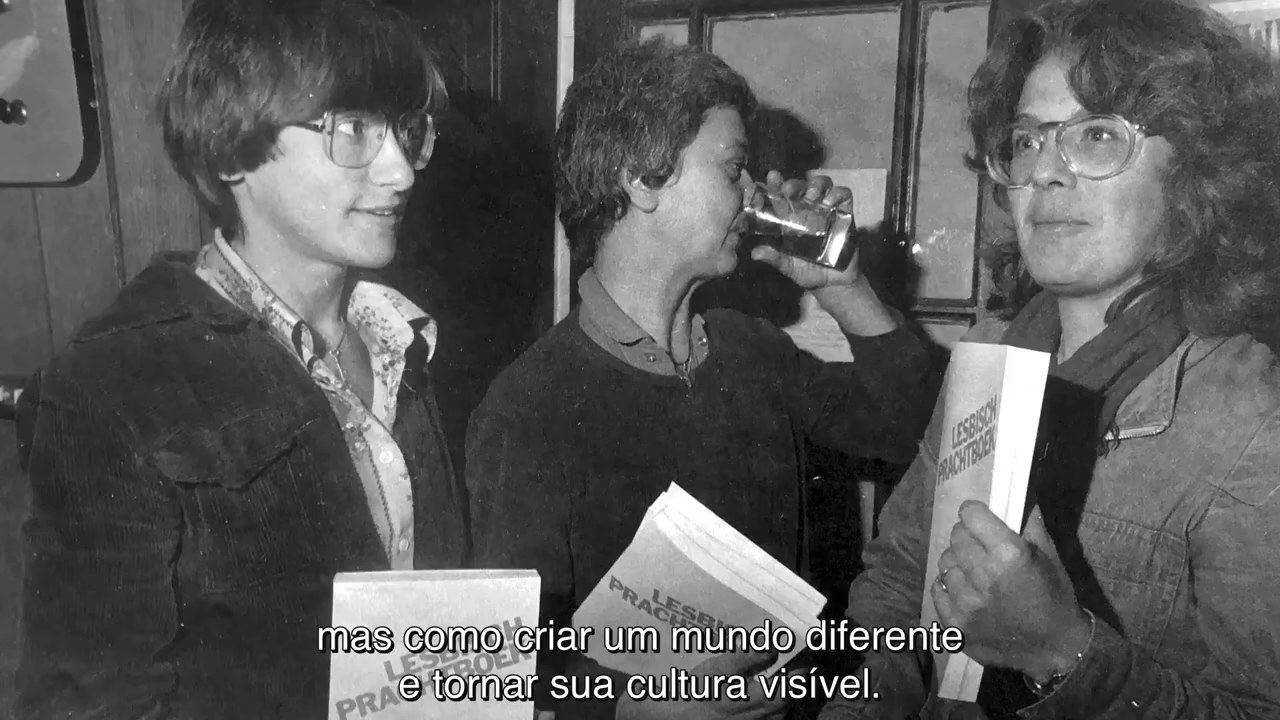 LESBISCH
PRACHTBOEK
LESBISCH
PRACHTBOEK
mas como criar um mundo diferente
e tornar sua cultura visível.